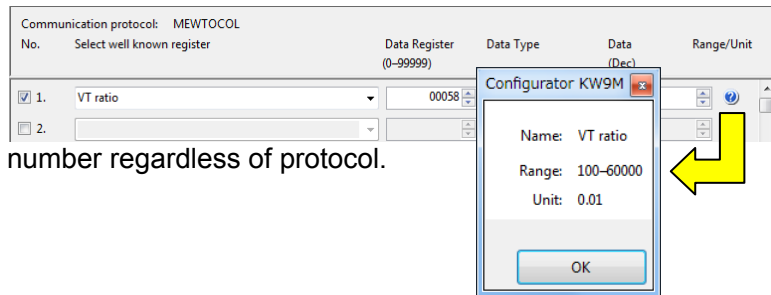 Communication protocol: MEWTOCOL
No. Select well known register Data Register Data Type Data Range/Unit
(0–99999) (Dec)
1. VT ratio 00058
2.
number regardless of protocol.
Configurator KW9M
Name: VT ratio
Range: 100–60000
Unit: 0.01
OK